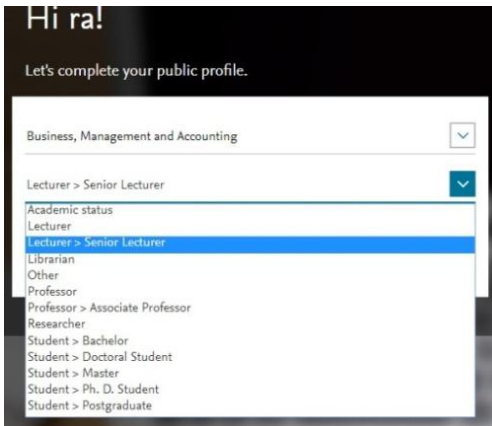 Hi ra!
Let's complete your public profile.
Business, Management and Accounting
Lecturer > Senior Lecturer
Academic status
Lecturer
Lecturer > Senior Lecturer
Librarian
Other
Professor
Professor > Associate Professor
Researcher
Student > Bachelor
Student > Doctoral Student
Student > Master
Student > Ph. D. Student
Student > Postgraduate